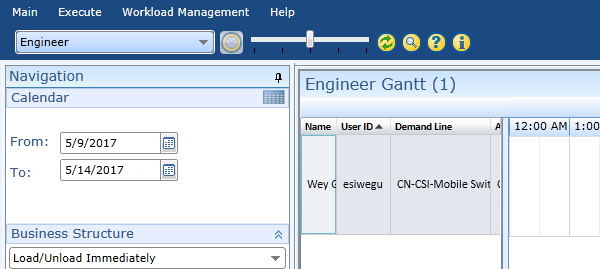 Main Execute Workload Management Help
Engineer
Navigation
Calendar
From: 5/9/2017
To: 5/14/2017
Business Structure
Load/Unload Immediately
Engineer Gantt (1)
Name User ID Demand Line A 12:00 AM 1:00
Wey G esiwegu CN-CSI-Mobile Swit